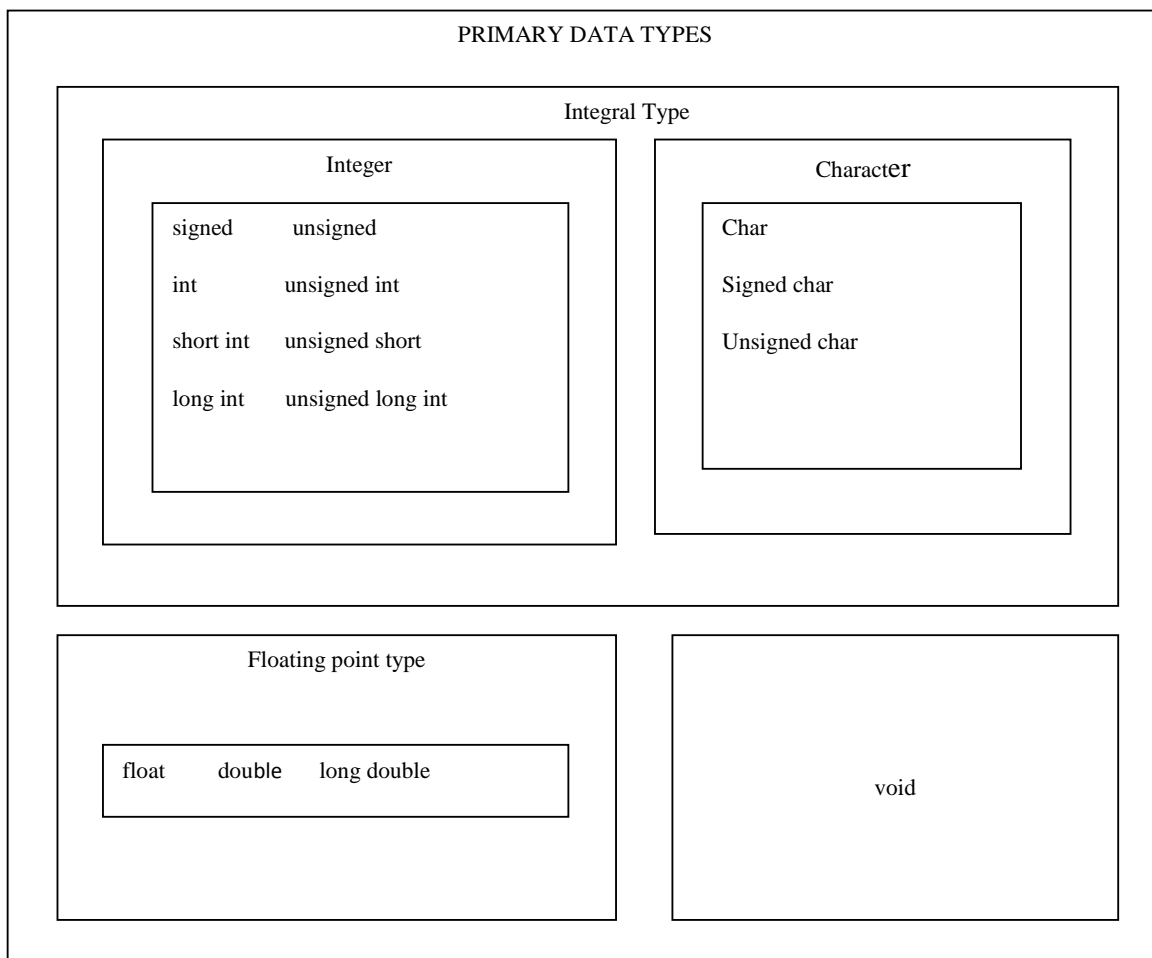 PRIMARY DATA TYPES
Integral Type
Integer
signed unsigned
int unsigned int
short int unsigned short
long int unsigned long int
Character
Char
Signed char
Unsigned char
Floating point type
float double long double
void